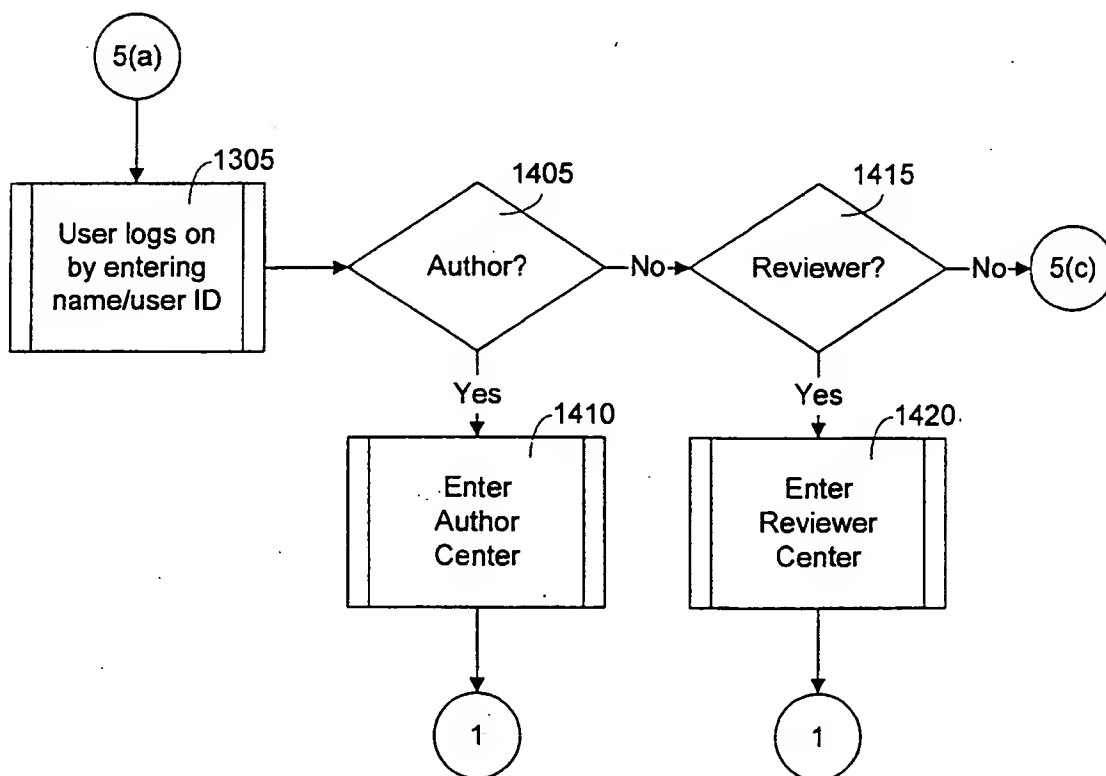 5(a)
1305
User logs on
by entering
name/user ID
1405
Author?
No
1415
Reviewer?
No
5(c)
Yes
Yes
1410
Enter
Author
Center
1420
Enter
Reviewer
Center
1
1